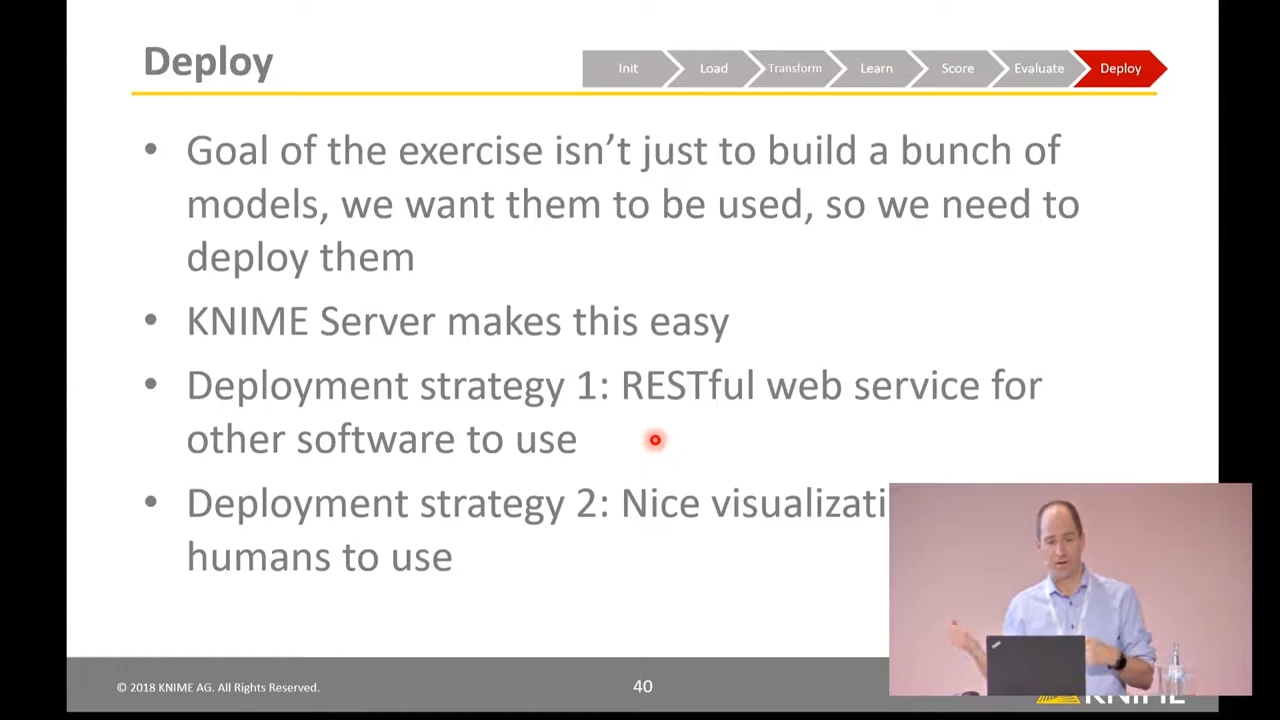 Deploy
Init Load Transform Learn Score Evaluate Deploy
• Goal of the exercise isn’t just to build a bunch of
models, we want them to be used, so we need to
deploy them
• KNIME Server makes this easy
• Deployment strategy 1: RESTful web service for
other software to use
• Deployment strategy 2: Nice visualizati
humans to use
© 2018 KNIME AG. All Rights Reserved.
40
KNIME